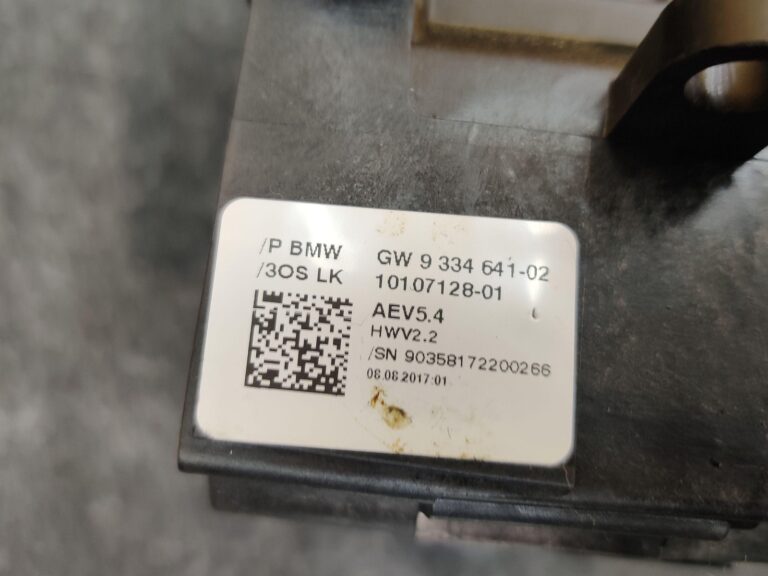 /P BMW GW 9 334 641-02
/3OS LK 10107128-01
AEV5.4
HWV2.2
/SN 90358172200266
08.08.2017:01